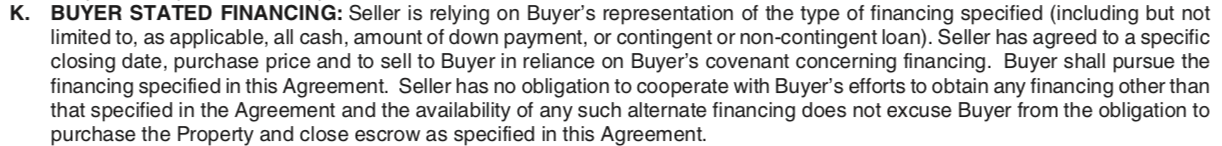 K. BUYER STATED FINANCING: Seller is relying on Buyer's representation of the type of financing specified (including but not
limited to, as applicable, all cash, amount of down payment, or contingent or non-contingent loan). Seller has agreed to a specific
closing date, purchase price and to sell to Buyer in reliance on Buyer's covenant concerning financing. Buyer shall pursue the
financing specified in this Agreement. Seller has no obligation to cooperate with Buyer's efforts to obtain any financing other than
that specified in the Agreement and the availability of any such alternate financing does not excuse Buyer from the obligation to
purchase the Property and close escrow as specified in this Agreement.